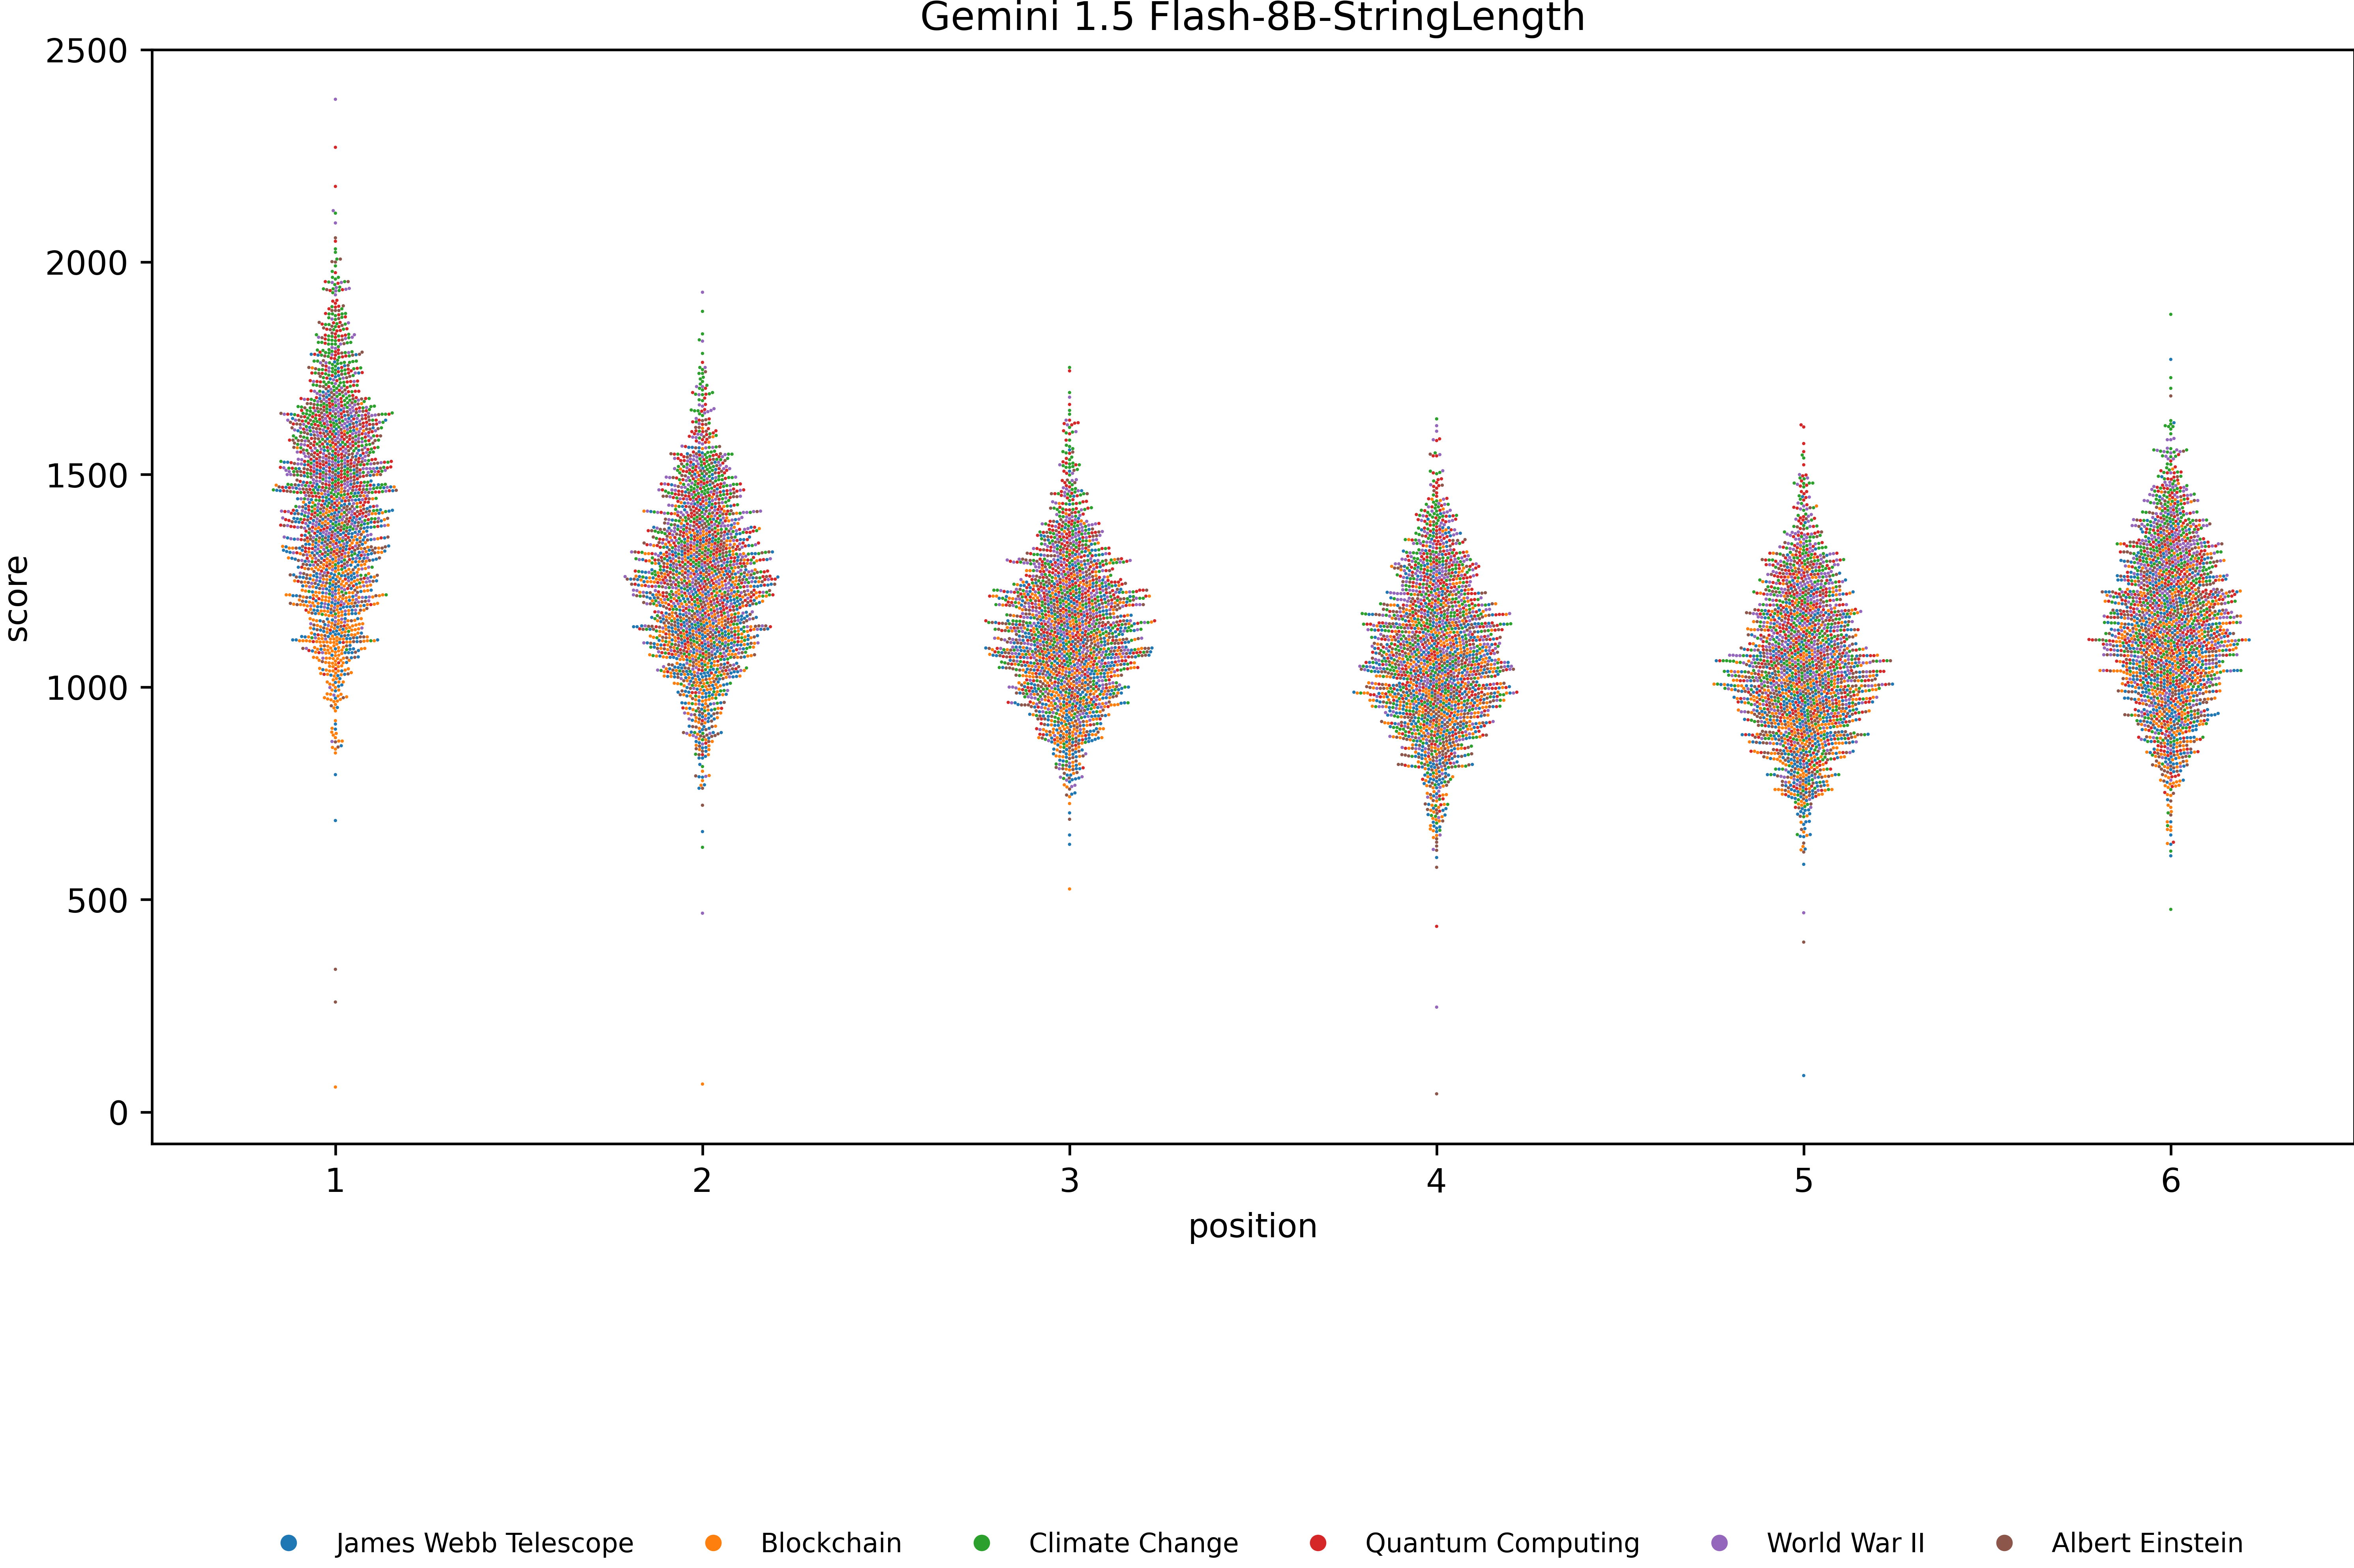 Gemini 1.5 Flash-8B-StringLength
2500
2000
1500
1000
500
0
score
1 2 3 4 5 6
position
James Webb Telescope Blockchain Climate Change Quantum Computing World War II Albert Einstein